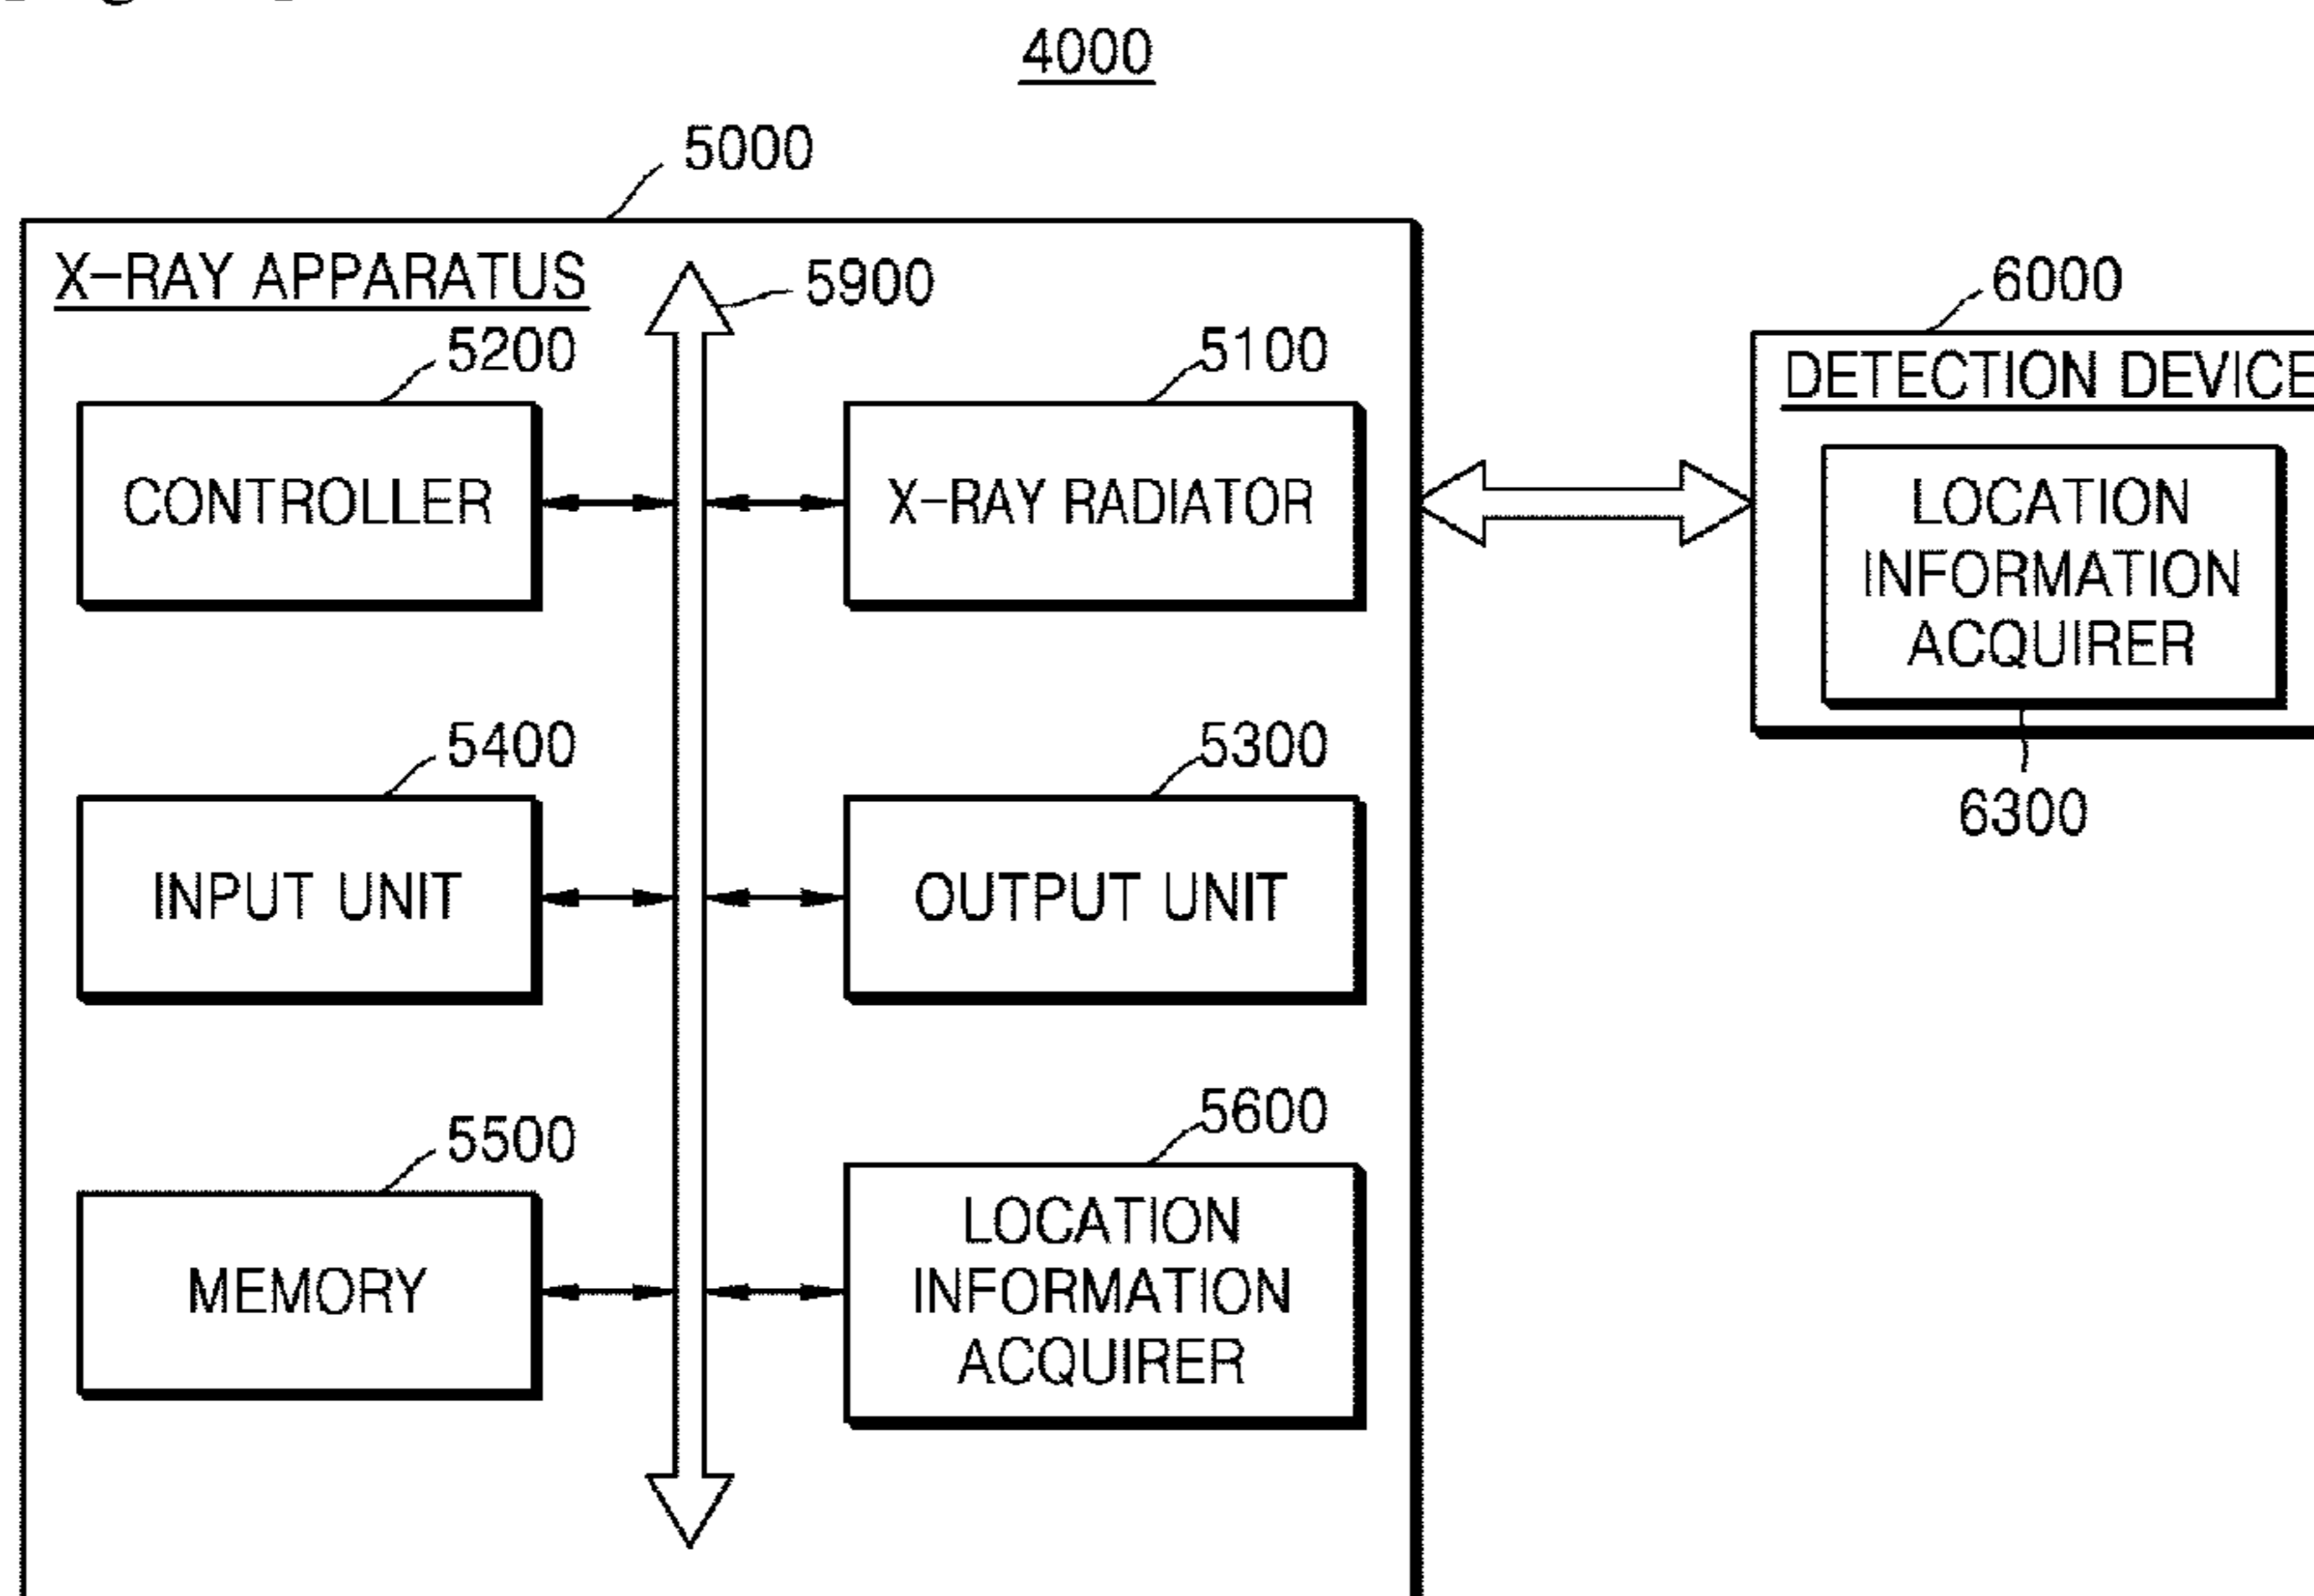 4000
5000
X-RAY APPARATUS
5900
5200
5100
CONTROLLER
X-RAY RADIATOR
5400
5300
INPUT UNIT
OUTPUT UNIT
5500
5600
MEMORY
LOCATION
INFORMATION
ACQUIRER
6000
DETECTION DEVICE
LOCATION
INFORMATION
ACQUIRER
6300